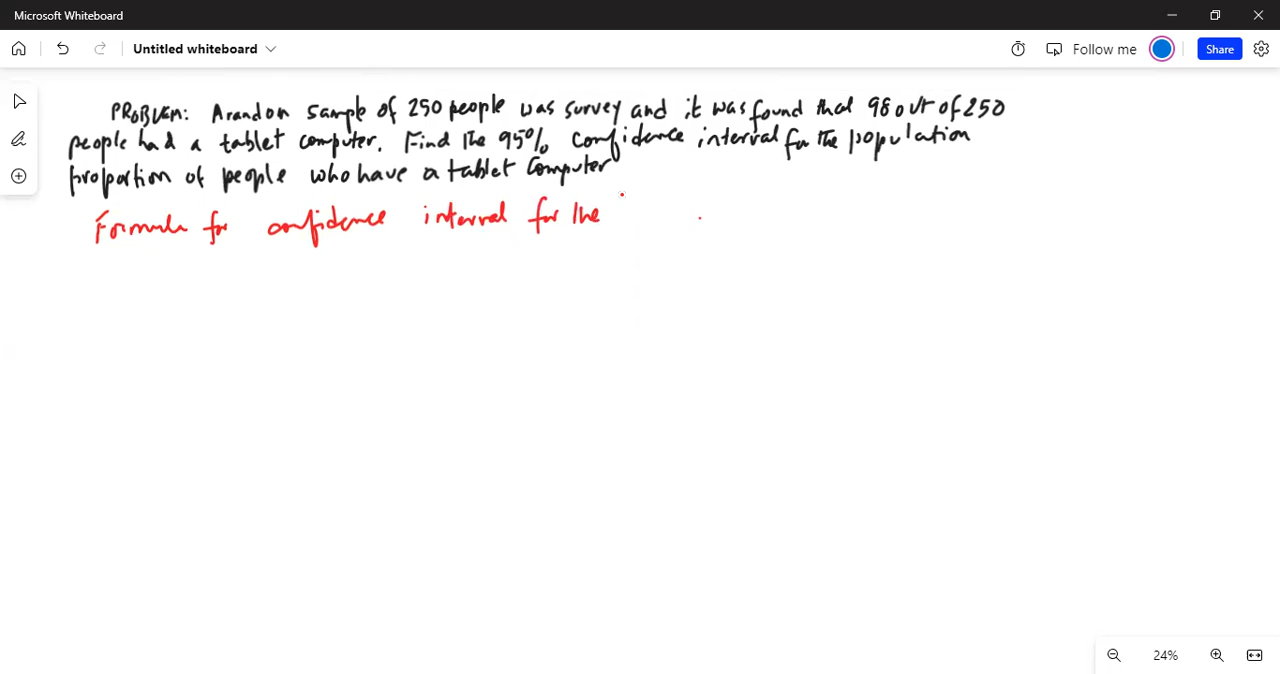 Microsoft Whiteboard
Untitled whiteboard
Follow me
Share
PROBLEM: A random sample of 250 people was survey and it was found that 98 out of 250
people had a tablet computer. Find the 95% confidence interval for the population
proportion of people who have a tablet computer
Formula for confidence interval for the
24%